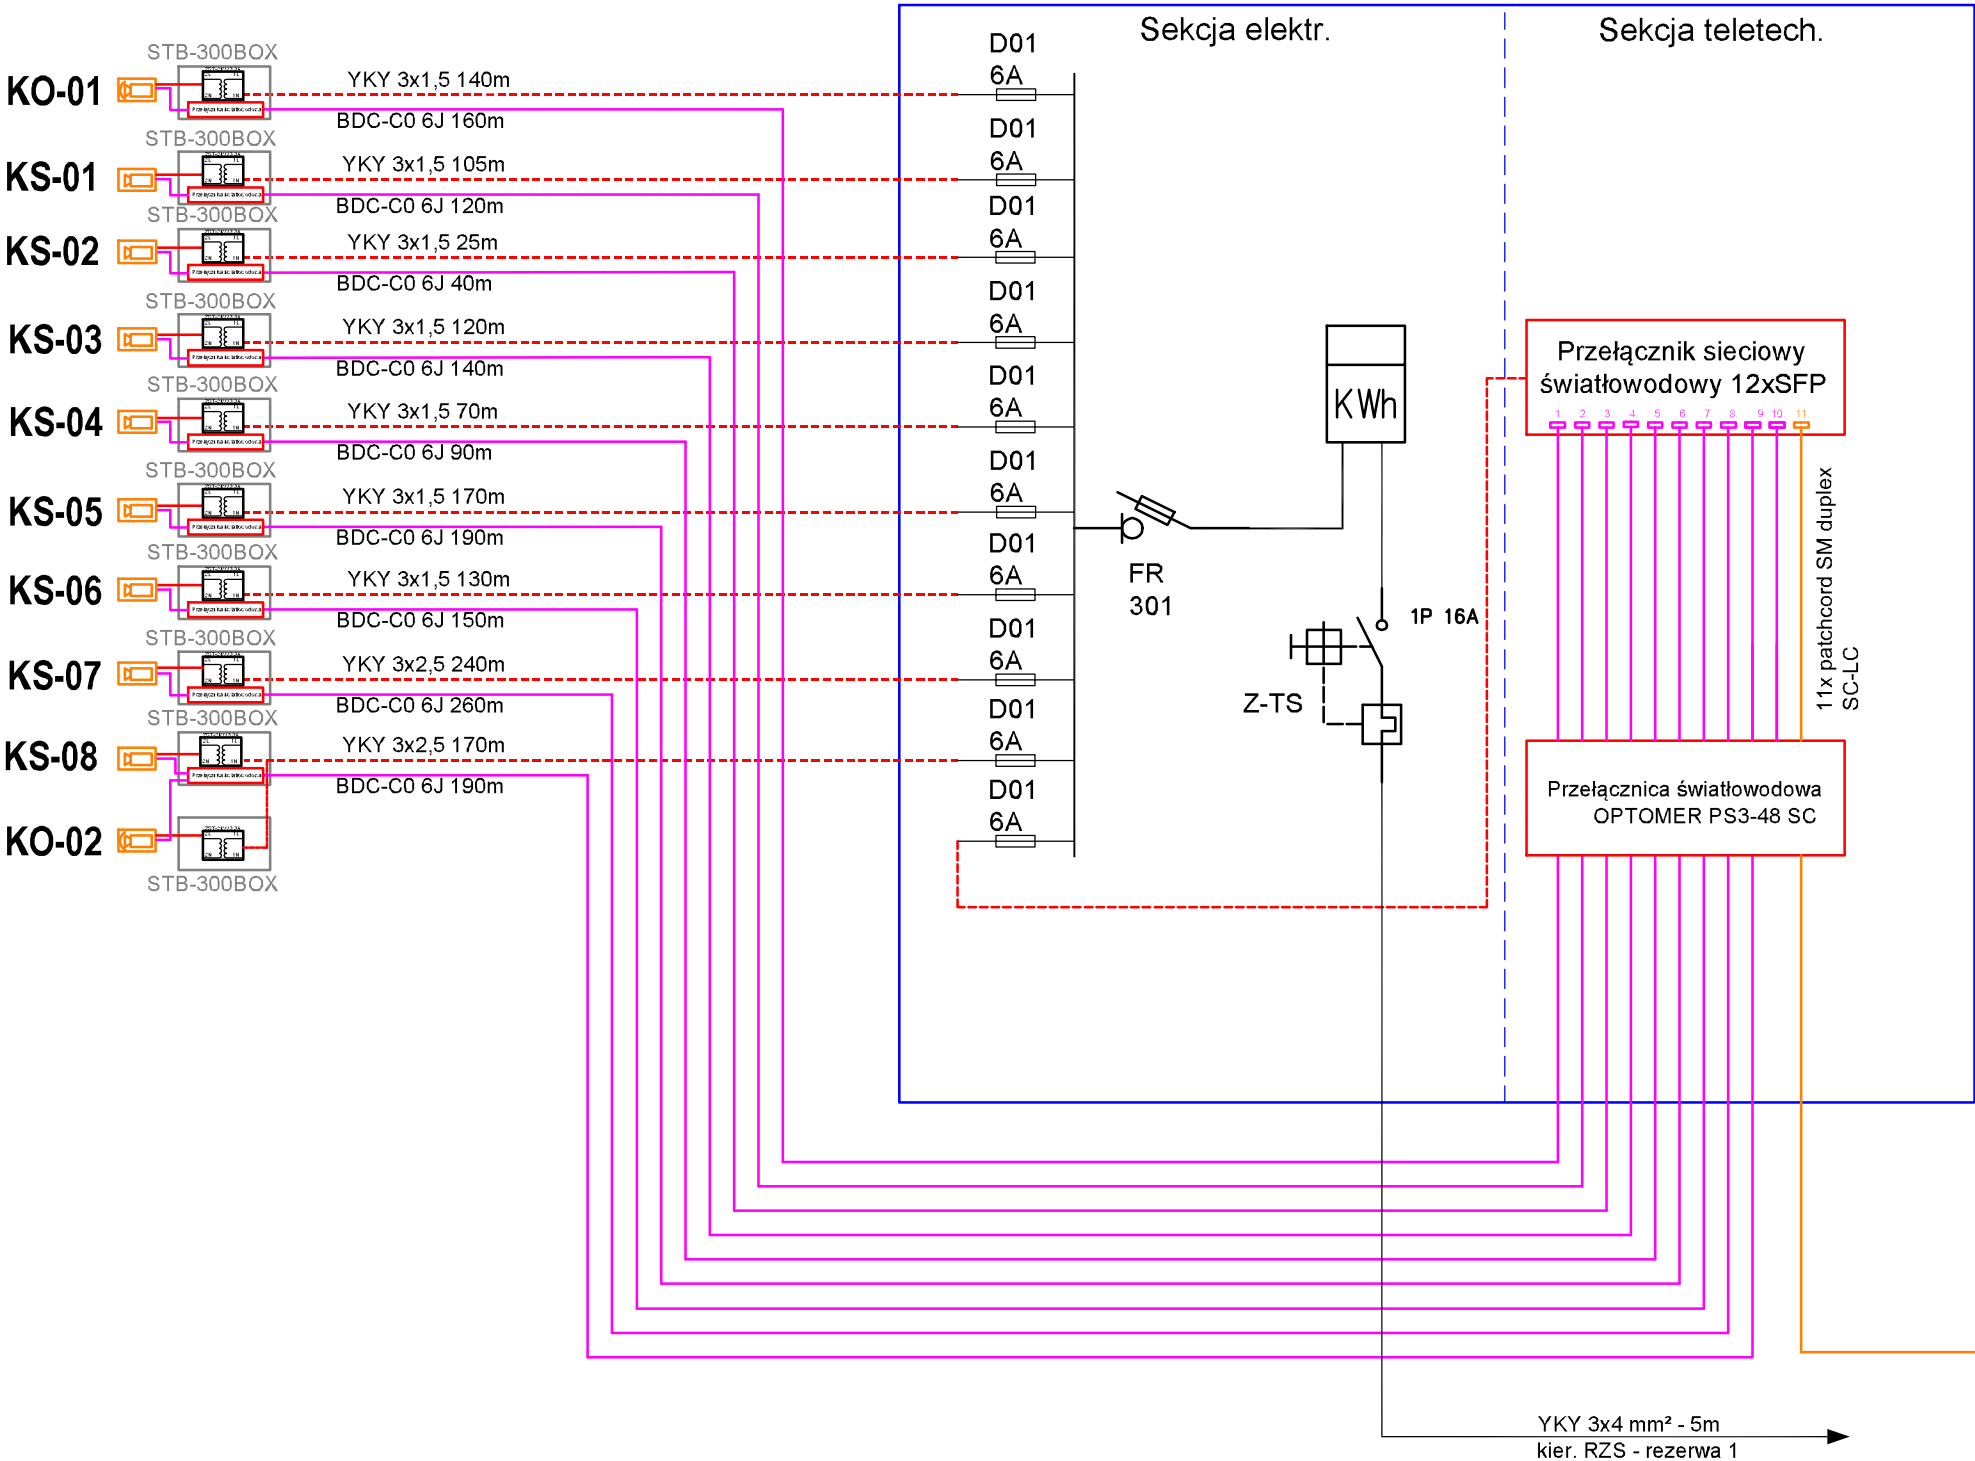 Sekcja elektr.
Sekcja teletech.
STB-300BOX
KO-01
YKY 3x1,5 140m
BDC-C0 6J 160m
D01
6A
STB-300BOX
KS-01
YKY 3x1,5 105m
BDC-C0 6J 120m
D01
6A
STB-300BOX
KS-02
YKY 3x1,5 25m
BDC-C0 6J 40m
D01
6A
STB-300BOX
KS-03
YKY 3x1,5 120m
BDC-C0 6J 140m
D01
6A
STB-300BOX
KS-04
YKY 3x1,5 70m
BDC-C0 6J 90m
D01
6A
STB-300BOX
KS-05
YKY 3x1,5 170m
BDC-C0 6J 190m
D01
6A
STB-300BOX
KS-06
YKY 3x1,5 130m
BDC-C0 6J 150m
D01
6A
STB-300BOX
KS-07
YKY 3x2,5 240m
BDC-C0 6J 260m
D01
6A
STB-300BOX
KS-08
YKY 3x2,5 170m
BDC-C0 6J 190m
D01
6A
KO-02
STB-300BOX
D01
6A
KWh
FR
301
1P 16A
Z-TS
Przełącznik sieciowy
światłowodowy 12xSFP
1 2 3 4 5 6 7 8 9 10 11
11x patchcord SM duplex
SC-LC
Przełącznica światłowodowa
OPTOMER PS3-48 SC
YKY 3x4 mm² - 5m
kier. RZS - rezerwa 1